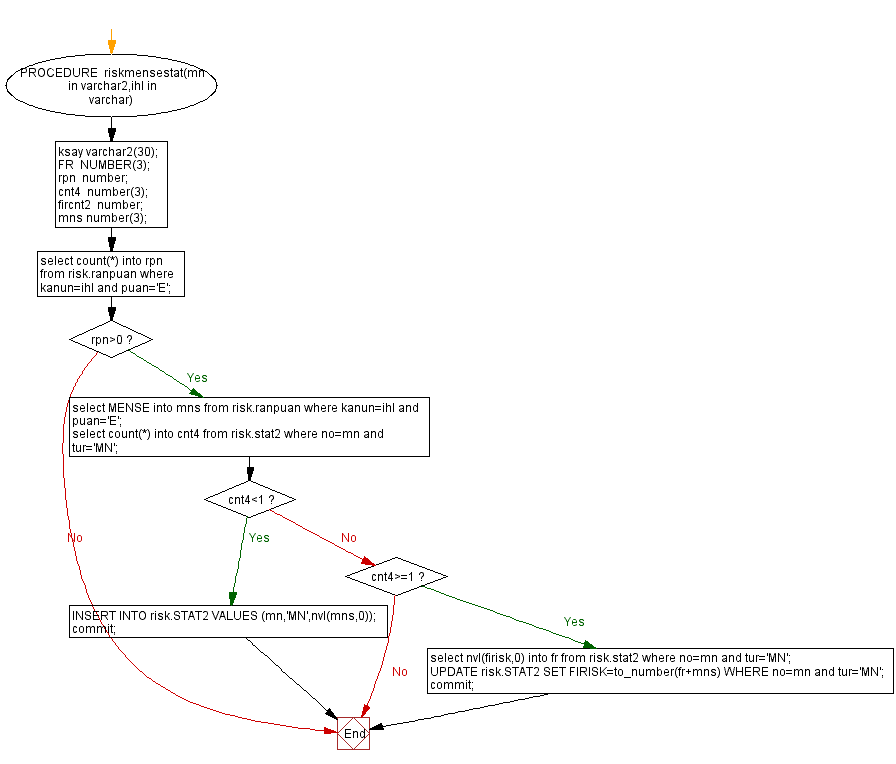 PROCEDURE  riskmensestat(mn
in varchar2,ihl in
varchar)
ksay varchar2(30);
FR  NUMBER(3);
rpn  number;
cnt4  number(3);
fircnt2  number;
mns number(3);
select count(*) into rpn
from risk.ranpuan where
kanun=ihl and puan='E';
rpn>0 ?
Yes
select MENSE into mns from risk.ranpuan where kanun=ihl and
puan='E';
select count(*) into cnt4 from risk.stat2 where no=mn and
tur='MN';
cnt4<1 ?
No
Yes
No
cnt4>=1 ?
INSERT INTO risk.STAT2 VALUES (mn,'MN',nvl(mns,0));
commit;
Yes
select nvl(firisk,0) into fr from risk.stat2 where no=mn and tur='MN';
UPDATE risk.STAT2 SET FIRISK=to_number(fr+mns) WHERE no=mn and tur='MN';
commit;
No
End